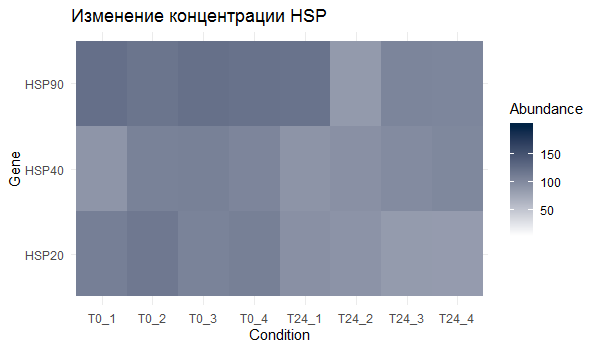 Изменение концентрации HSP
Gene
HSP90
HSP40
HSP20
T0_1 T0_2 T0_3 T0_4 T24_1 T24_2 T24_3 T24_4
Condition
Abundance
150
100
50